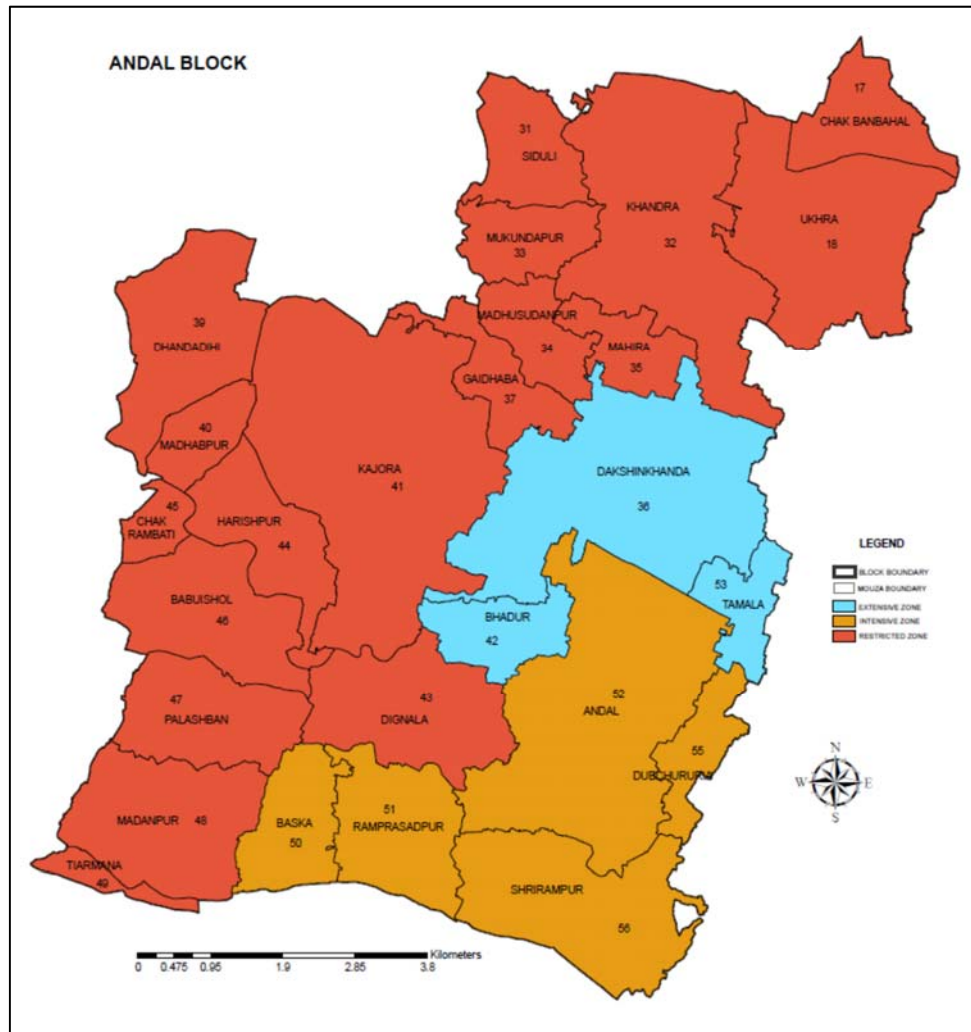 ANDAL BLOCK
17
CHAK BANBAHAL
31
SIDULI
KHANDRA
32
UKHRA
18
MUKUNDAPUR
33
MADHUSUDANPUR
34
MAHIRA
35
39
DHANDADIHI
GAIDHABA
37
40
MADHABPUR
KAJORA
41
DAKSHINKHANDA
36
45
CHAK
RAMBATI
HARISHPUR
44
BABUISHOL
46
53
TAMALA
BHADUR
42
LEGEND
BLOCK BOUNDARY
MOUZA BOUNDARY
EXTENSIVE ZONE
INTENSIVE ZONE
RESTRICTED ZONE
47
PALASHBAN
43
DIGNALA
52
ANDAL
55
N
W E
S
MADANPUR 48
BASKA
50
51
RAMPRASADPUR
TIARMANA
49
SHRIRAMPUR
56
Kilometers
0 0.475 0.95 1.9 2.85 3.8